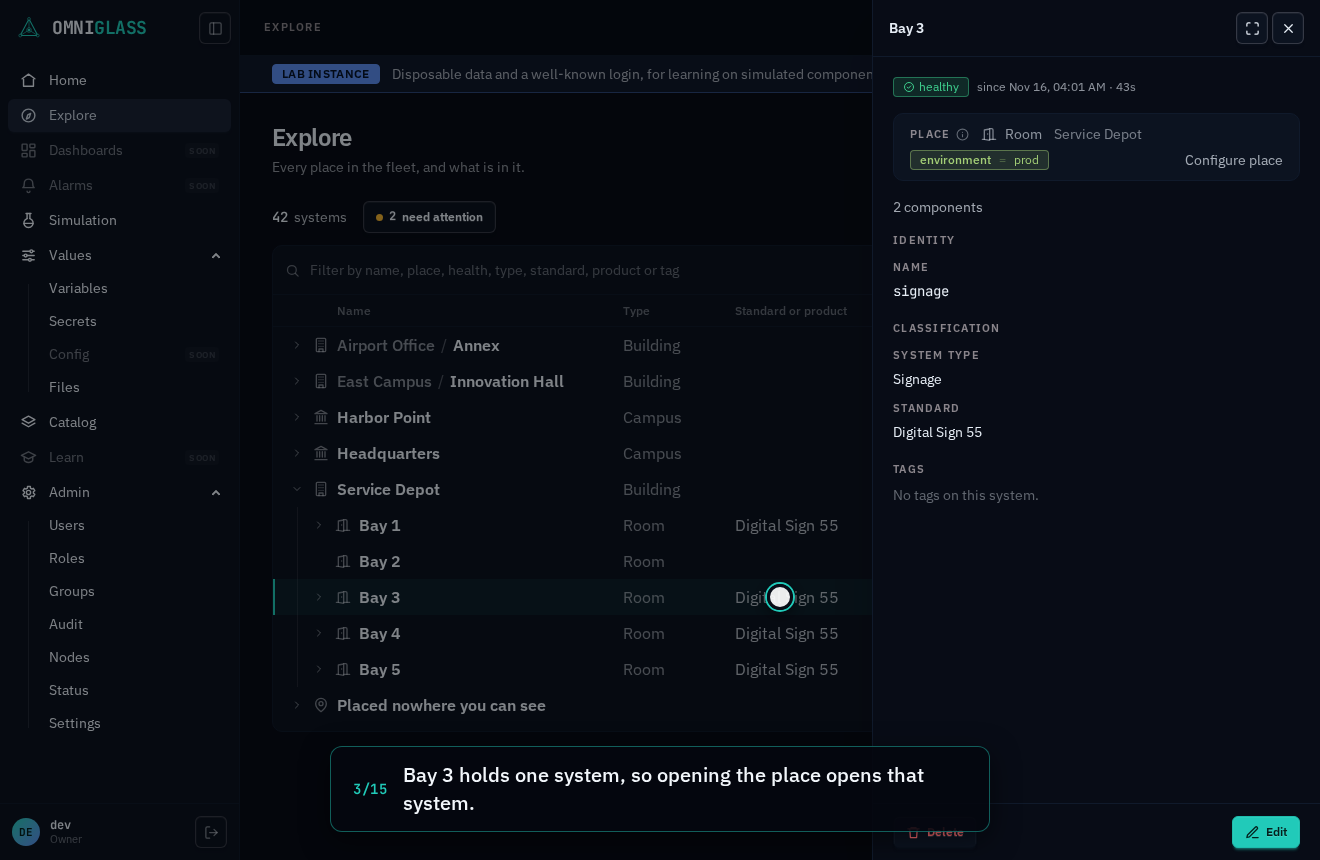 OMNIGLASS
Home
Explore
Dashboards SOON
Alarms SOON
Simulation
Values
Variables
Secrets
Config SOON
Files
Catalog
Learn SOON
Admin
Users
Roles
Groups
Audit
Nodes
Status
Settings
DE
dev
Owner
EXPLORE
LAB INSTANCE Disposable data and a well-known login, for learning on simulated componen
Explore
Every place in the fleet, and what is in it.
42 systems 2 need attention
Filter by name, place, health, type, standard, product or tag
Name Type Standard or product
Airport Office / Annex Building
East Campus / Innovation Hall Building
Harbor Point Campus
Headquarters Campus
Service Depot Building
Bay 1 Room Digital Sign 55
Bay 2 Room
Bay 3 Room Digit ign 55
Bay 4 Room Digital Sign 55
Bay 5 Room Digital Sign 55
Placed nowhere you can see
3/15 Bay 3 holds one system, so opening the place opens that
system.
Bay 3
healthy since Nov 16, 04:01 AM · 43s
PLACE Room Service Depot
environment = prod Configure place
2 components
IDENTITY
NAME
signage
CLASSIFICATION
SYSTEM TYPE
Signage
STANDARD
Digital Sign 55
TAGS
No tags on this system.
Delete Edit